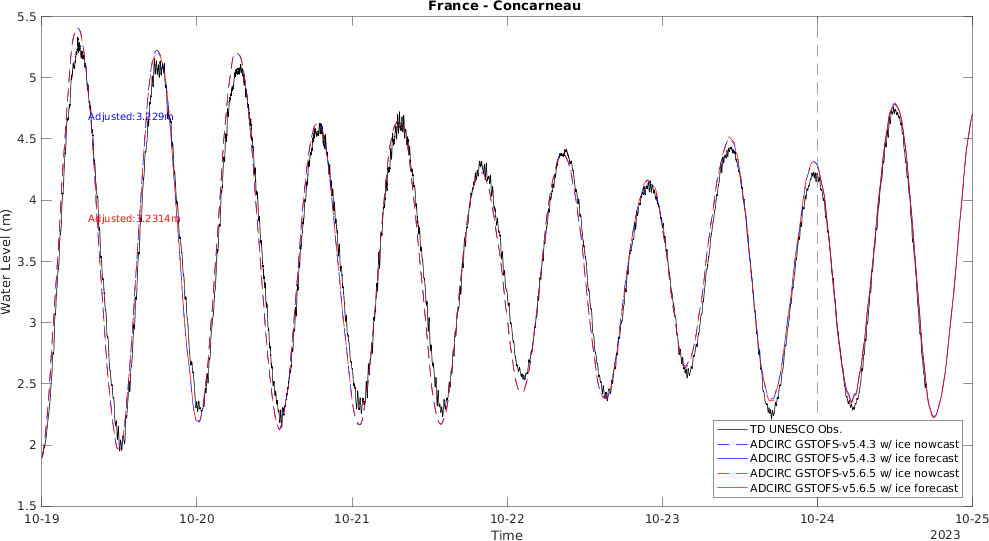 France - Concarneau
5.5
5
4.5
4
3.5
3
2.5
2
1.5
Water Level (m)
Adjusted:3.229m
Adjusted:3.2314m
TD UNESCO Obs.
ADCIRC GSTOFS-v5.4.3 w/ ice nowcast
ADCIRC GSTOFS-v5.4.3 w/ ice forecast
ADCIRC GSTOFS-v5.6.5 w/ ice nowcast
ADCIRC GSTOFS-v5.6.5 w/ ice forecast
10-19 10-20 10-21 10-22 10-23 10-24 10-25
Time
2023